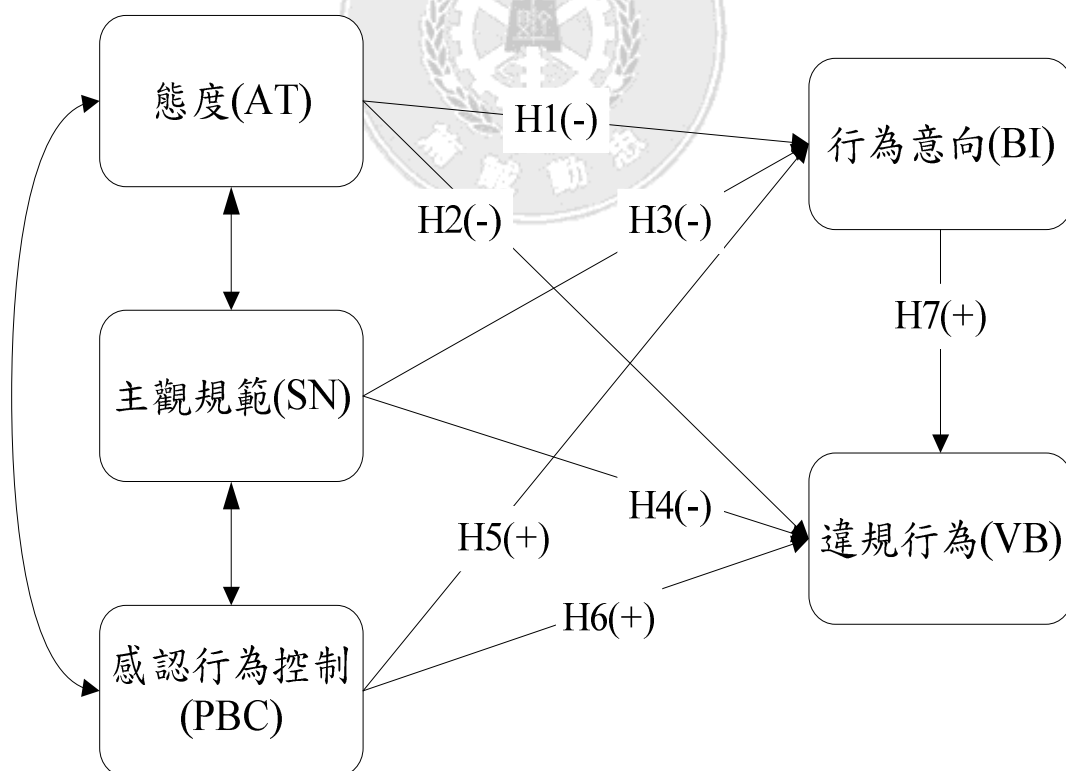 態度(AT)
H1(-)
行為意向(BI)
H2(-)
H3(-)
H7(+)
主觀規範(SN)
H4(-)
H5(+)
違規行為(VB)
H6(+)
感認行為控制
(PBC)